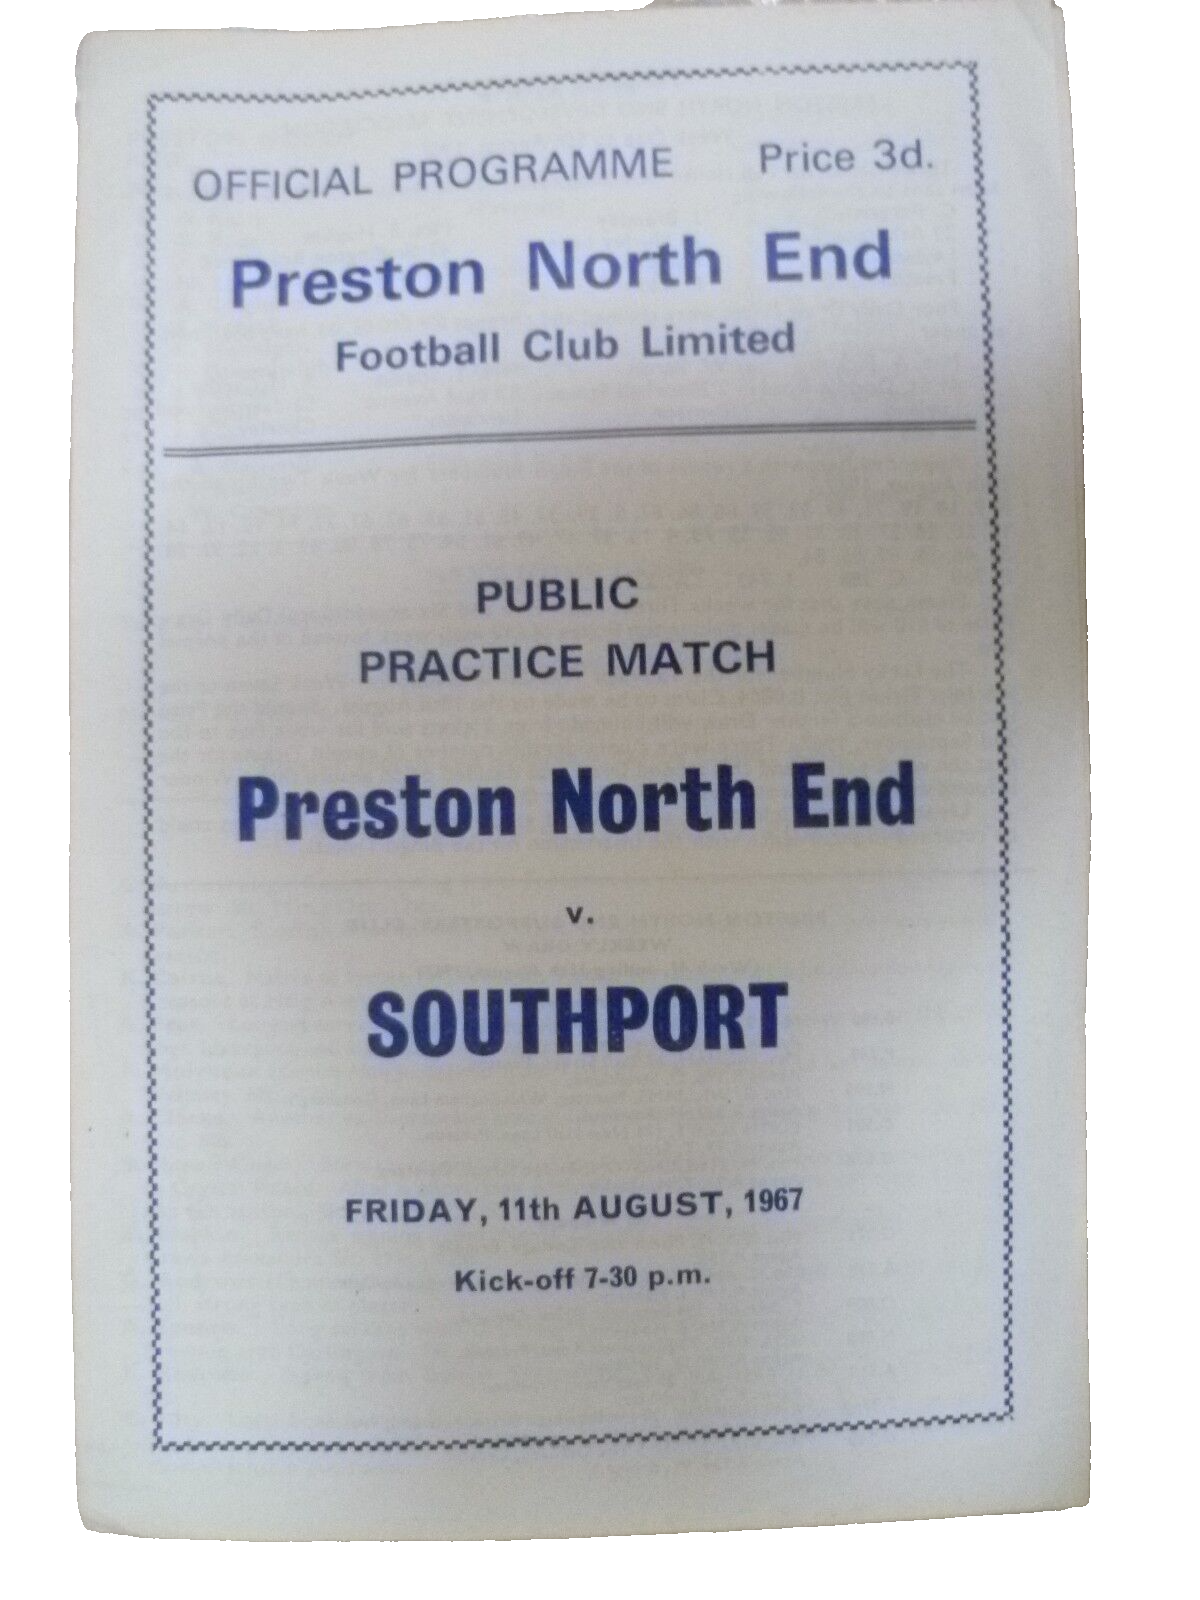 OFFICIAL PROGRAMME Price 3d.
Preston North End
Football Club Limited
PUBLIC
PRACTICE MATCH
Preston North End
v.
SOUTHPORT
FRIDAY, 11th AUGUST, 1967
Kick-off 7-30 p.m.